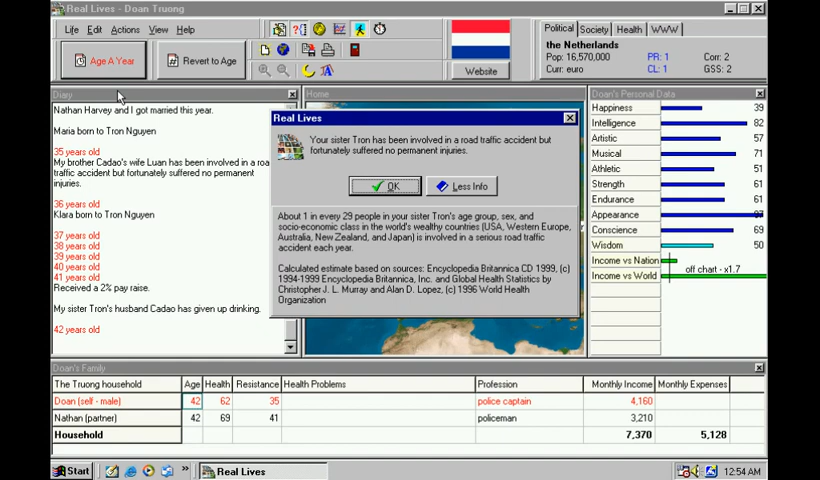 Real Lives - Doan Truong
Life Edit Actions View Help
Age A Year
Revert to Age
Website
Political Society Health WWW
the Netherlands
Pop: 16,570,000 PR: 1 Corr: 2
Curr: euro CL: 1 GSS: 2
Diary
Nathan Harvey and I got married this year.
Maria born to Tron Nguyen
35 years old
My brother Cadao's wife Luan has been involved in a roa
traffic accident but fortunately suffered no permanent
injuries.
36 years old
Klara born to Tron Nguyen
37 years old
38 years old
39 years old
40 years old
41 years old
Received a 2% pay raise.
My sister Tron's husband Cadao has given up drinking.
42 years old
Home
Real Lives
Your sister Tron has been involved in a road traffic accident but
fortunately suffered no permanent injuries.
OK
Less Info
About 1 in every 29 people in your sister Tron's age group, sex, and
socio-economic class in the world's wealthy countries (USA, Western Europe,
Australia, New Zealand, and Japan) is involved in a serious road traffic
accident each year.
Calculated estimate based on sources: Encyclopedia Britannica CD 1999, (c)
1994-1999 Encyclopedia Britannica, Inc. and Global Health Statistics by
Christopher J. L. Murray and Alan D. Lopez, (c) 1996 World Health
Organization
Doan's Personal Data
Happiness 39
Intelligence 82
Artistic 57
Musical 71
Athletic 51
Strength 61
Endurance 61
Appearance 87
Conscience 69
Wisdom 50
Income vs Nation
Income vs World
off chart - x1.7
Doan's Family
The Truong household Age Health Resistance Health Problems Profession Monthly Income Monthly Expenses
Doan (self - male) 42 62 35 police captain 4,160
Nathan (partner) 42 69 41 policeman 3,210
Household 7,370 5,128
Start
Real Lives
12:54 AM